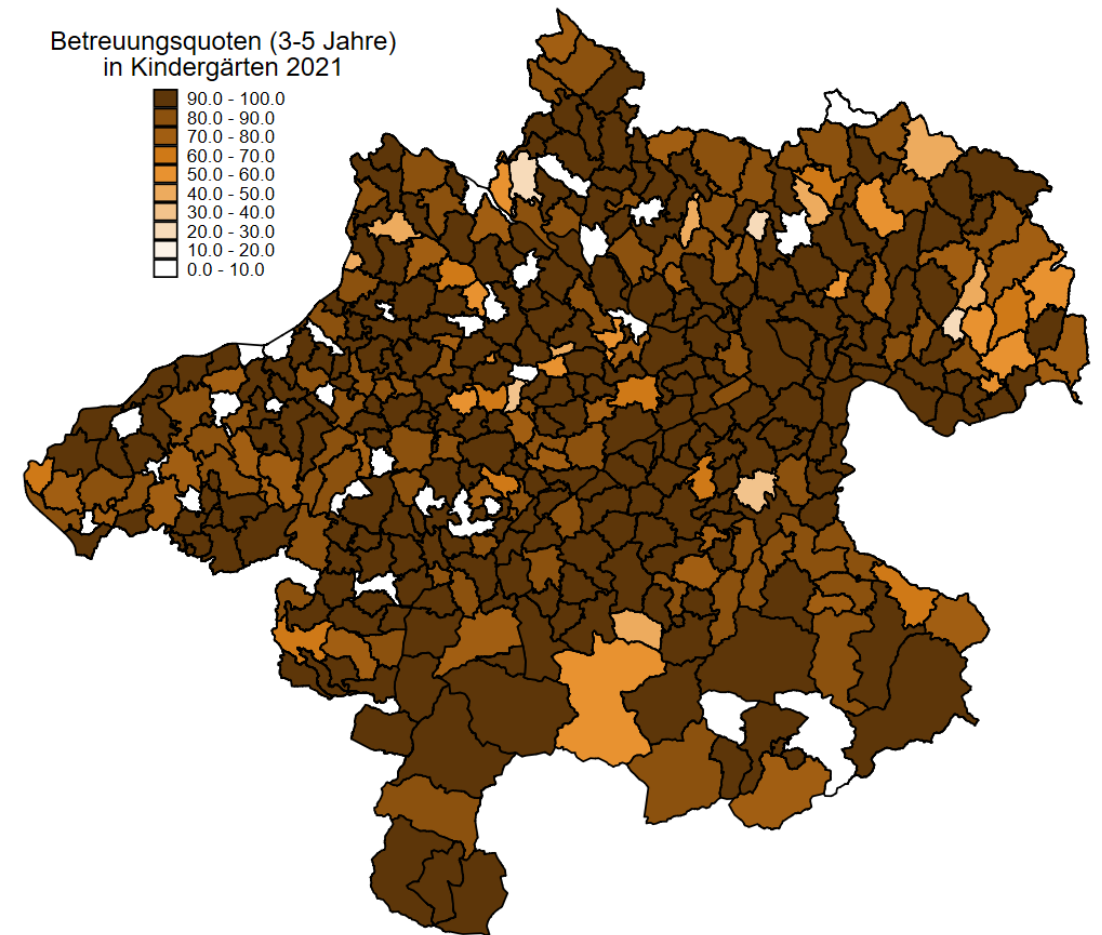 Betreuungsquoten (3-5 Jahre)
in Kindergärten 2021
90.0 - 100.0
80.0 - 90.0
70.0 - 80.0
60.0 - 70.0
50.0 - 60.0
40.0 - 50.0
30.0 - 40.0
20.0 - 30.0
10.0 - 20.0
0.0 - 10.0